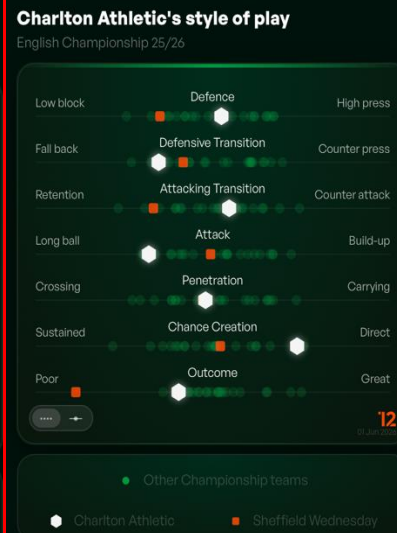 Charlton Athletic's style of play
English Championship 25/26
Defence
Low block
High press
Defensive Transition
Fall back
Counter press
Attacking Transition
Retention
Counter attack
Attack
Long ball
Build-up
Penetration
Crossing
Carrying
Chance Creation
Sustained
Direct
Outcome
Poor
Great
'12
Other Championship teams
Charlton Athletic
Sheffield Wednesday